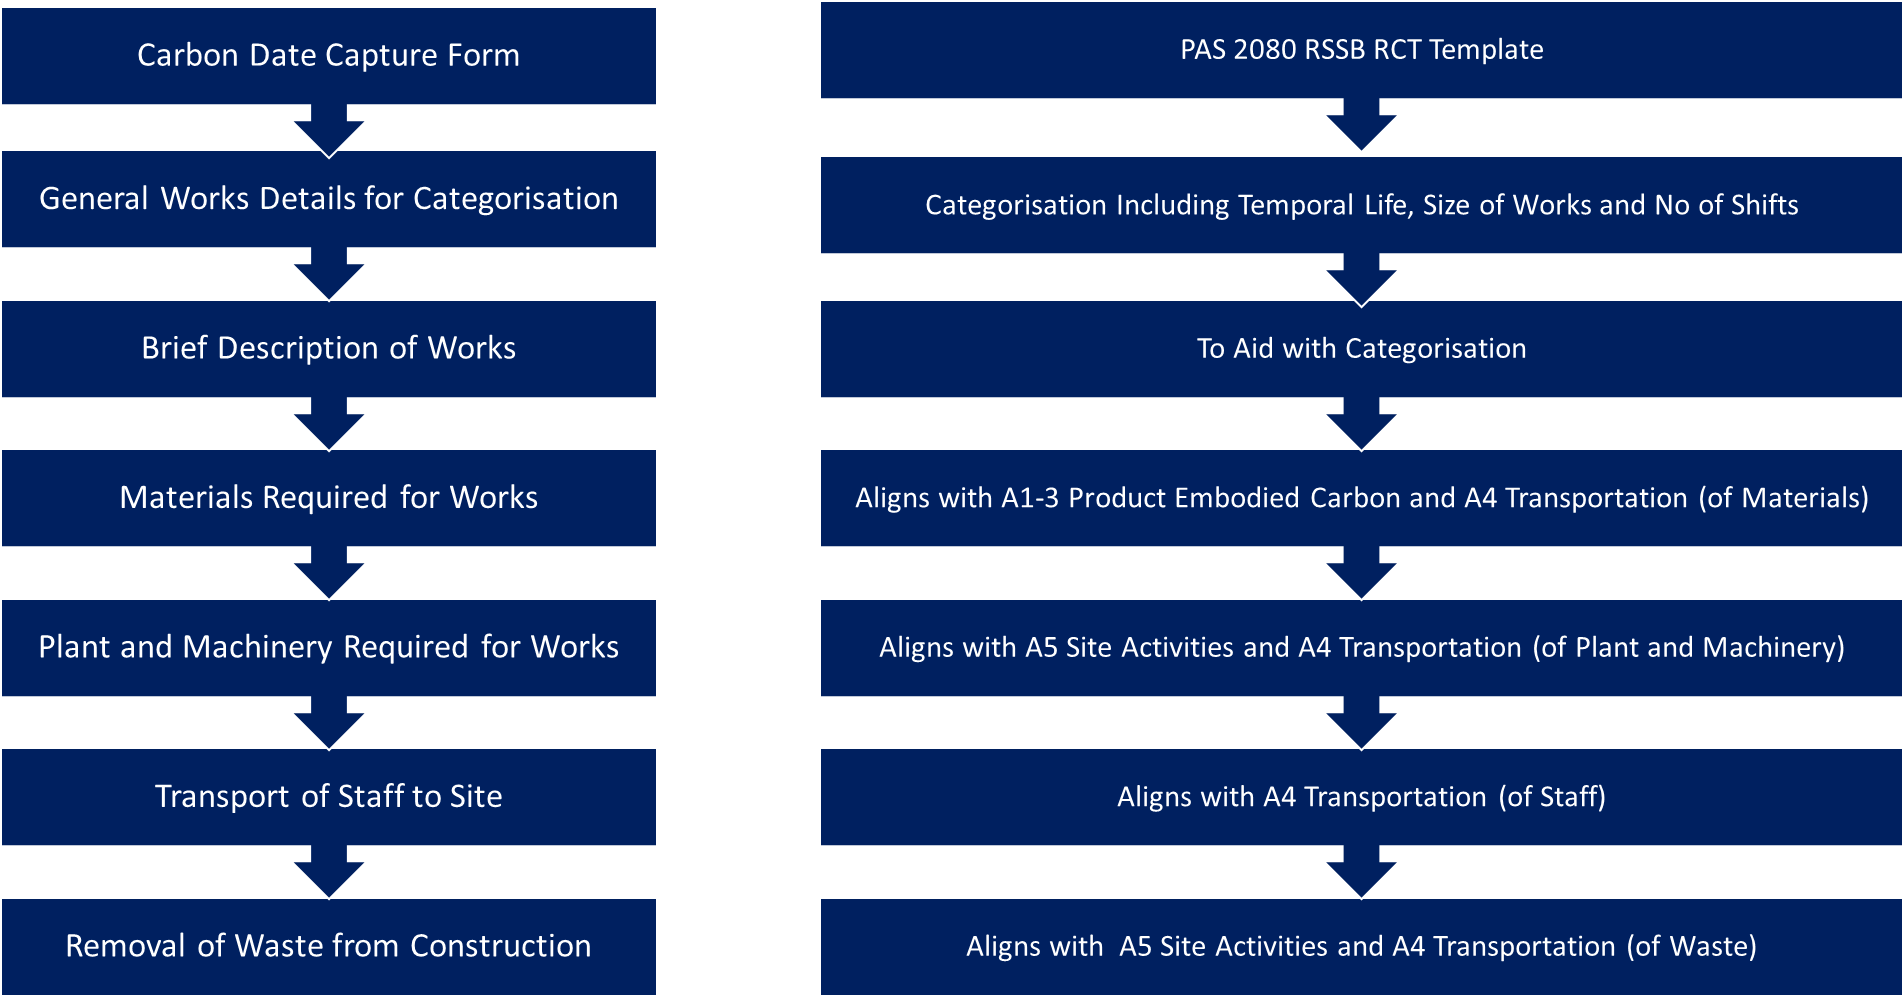 Carbon Date Capture Form
PAS 2080 RSSB RCT Template
General Works Details for Categorisation
Categorisation Including Temporal Life, Size of Works and No of Shifts
Brief Description of Works
To Aid with Categorisation
Materials Required for Works
Aligns with A1-3 Product Embodied Carbon and A4 Transportation (of Materials)
Plant and Machinery Required for Works
Aligns with A5 Site Activities and A4 Transportation (of Plant and Machinery)
Transport of Staff to Site
Aligns with A4 Transportation (of Staff)
Removal of Waste from Construction
Aligns with A5 Site Activities and A4 Transportation (of Waste)